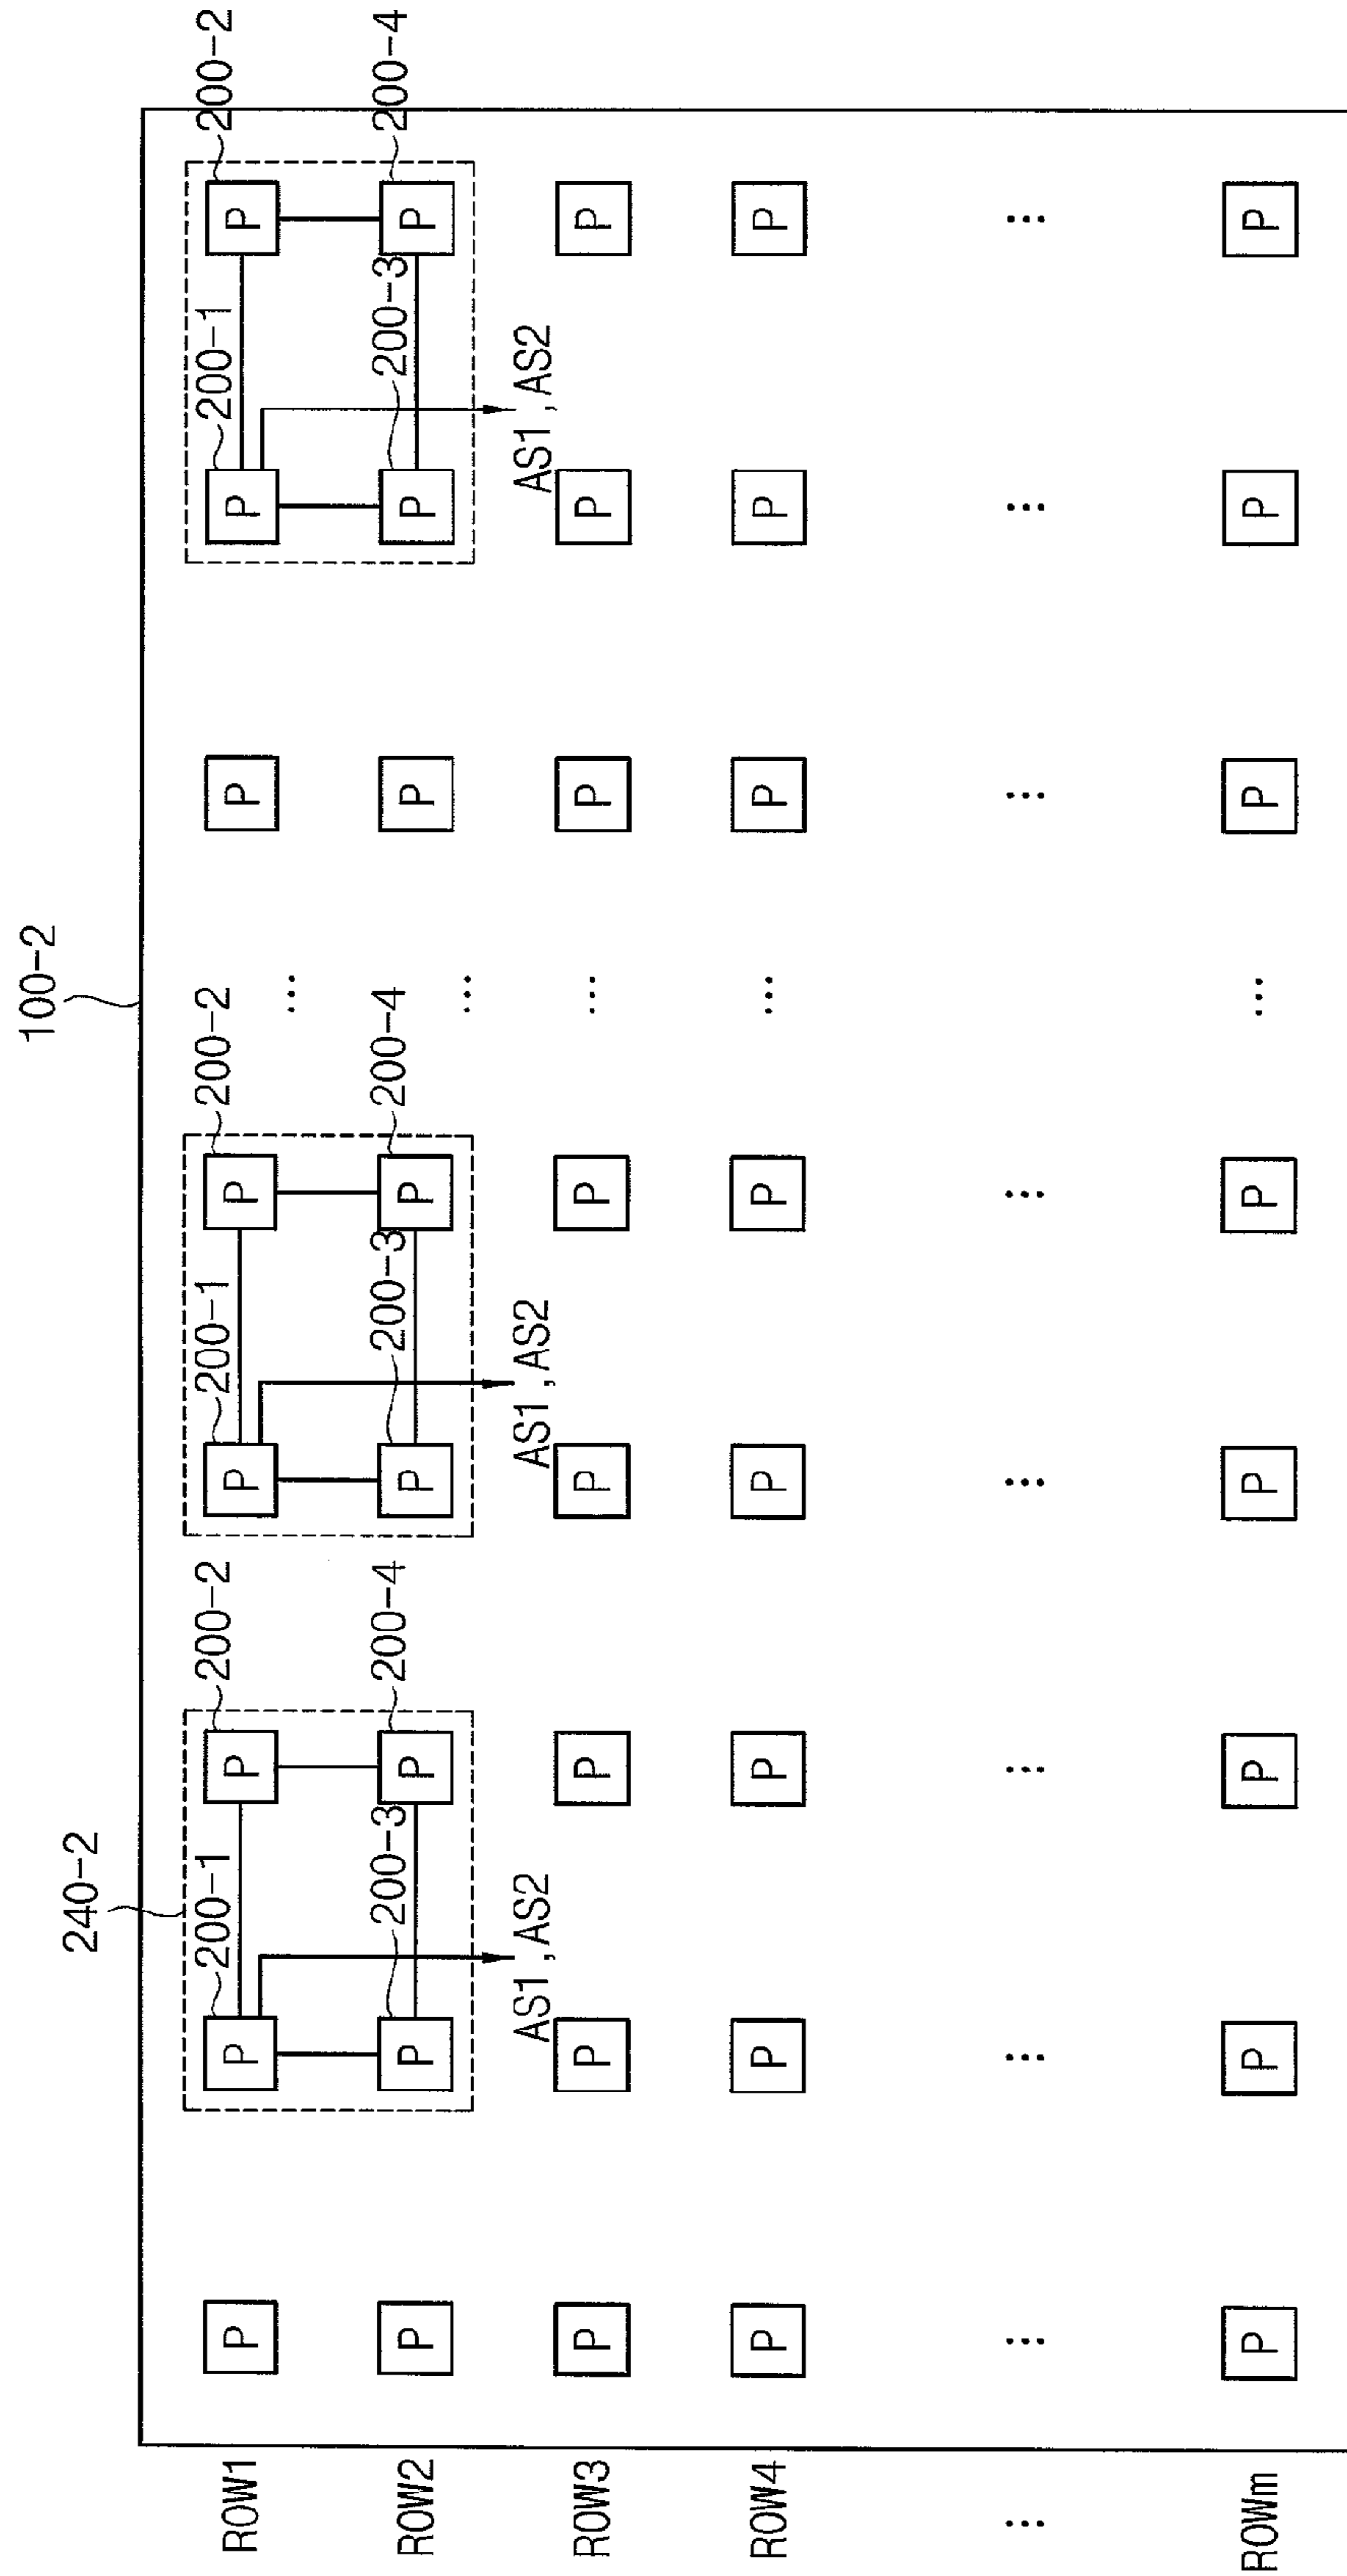 100-2
240-2
200-1 200-2 200-1 200-2 200-1 200-2
ROW1 P P P P P ... P P P
200-3 200-4 200-3 200-4 200-3 200-4
ROW2 P P P P P ... P P P
AS1 ,AS2 AS1 ,AS2 AS1 ,AS2
ROW3 P P P P P ... P P P
ROW4 P P P P P ... P P P
... ... ... ... ... ... ... ... ...
ROWm P P P P P ... P P P